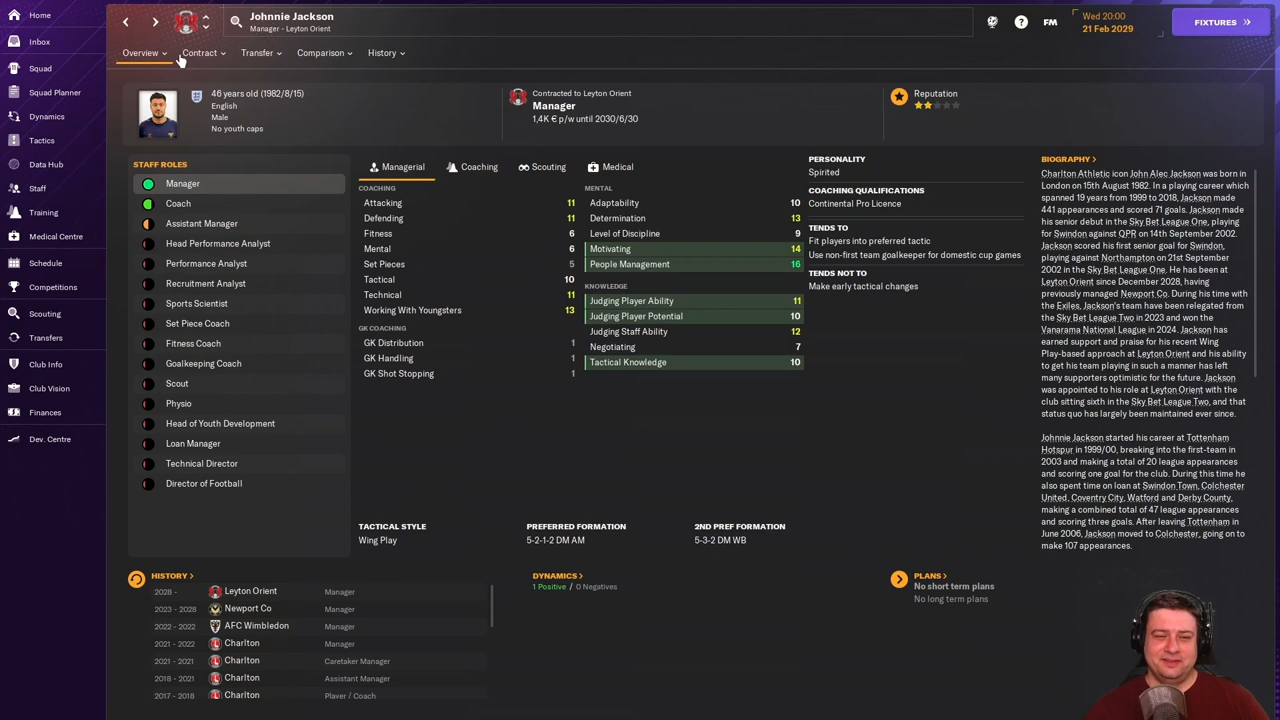 Home
Inbox
Squad
Squad Planner
Dynamics
Tactics
Data Hub
Staff
Training
Medical Centre
Schedule
Competitions
Scouting
Transfers
Club Info
Club Vision
Finances
Dev. Centre
Johnnie Jackson
Manager - Leyton Orient
?
FM
Wed 20:00
21 Feb 2029
FIXTURES
Overview
Contract
Transfer
Comparison
History
46 years old (1982/8/15)
English
Male
No youth caps
Contracted to Leyton Orient
Manager
1,4K € p/w until 2030/6/30
Reputation
STAFF ROLES
Manager
Coach
Assistant Manager
Head Performance Analyst
Performance Analyst
Recruitment Analyst
Sports Scientist
Set Piece Coach
Fitness Coach
Goalkeeping Coach
Scout
Physio
Head of Youth Development
Loan Manager
Technical Director
Director of Football
Managerial
Coaching
Scouting
Medical
COACHING
Attacking 11
Defending 11
Fitness 6
Mental 6
Set Pieces 5
Tactical 10
Technical 11
Working With Youngsters 13
GK COACHING
GK Distribution 1
GK Handling 1
GK Shot Stopping 1
MENTAL
Adaptability 10
Determination 13
Level of Discipline 9
Motivating 14
People Management 16
KNOWLEDGE
Judging Player Ability 11
Judging Player Potential 10
Judging Staff Ability 12
Negotiating 7
Tactical Knowledge 10
TACTICAL STYLE
Wing Play
PREFERRED FORMATION
5-2-1-2 DM AM
2ND PREF FORMATION
5-3-2 DM WB
PERSONALITY
Spirited
COACHING QUALIFICATIONS
Continental Pro Licence
TENDS TO
Fit players into preferred tactic
Use non-first team goalkeeper for domestic cup games
TENDS NOT TO
Make early tactical changes
BIOGRAPHY >
Charlton Athletic icon John Alec Jackson was born in
London on 15th August 1982. In a playing career which
spanned 19 years from 1999 to 2018, Jackson made
441 appearances and scored 71 goals. Jackson made
his senior debut in the Sky Bet League One, playing
for Swindon against QPR on 14th September 2002.
Jackson scored his first senior goal for Swindon,
playing against Northampton on 21st September
2002 in the Sky Bet League One. He has been at
Leyton Orient since December 2028, having
previously managed Newport Co. During his time with
the Exiles, Jackson's team have been relegated from
the Sky Bet League Two in 2023 and won the
Vanarama National League in 2024. Jackson has
earned support and praise for his recent Wing
Play-based approach at Leyton Orient and his ability
to get his team playing in such a manner has left
many supporters optimistic for the future. Jackson
was appointed to his role at Leyton Orient with the
club sitting sixth in the Sky Bet League Two, and that
status quo has largely been maintained ever since.
Johnnie Jackson started his career at Tottenham
Hotspur in 1999/00, breaking into the first-team in
2003 and making a total of 20 league appearances
and scoring one goal for the club. During this time he
also spent time on loan at Swindon Town, Colchester
United, Coventry City, Watford and Derby County,
making a combined total of 47 league appearances
and scoring three goals. After leaving Tottenham in
June 2006, Jackson moved to Colchester, going on to
make 107 appearances.
HISTORY >
2028 - Leyton Orient Manager
2023 - 2028 Newport Co Manager
2022 - 2022 AFC Wimbledon Manager
2021 - 2022 Charlton Manager
2021 - 2021 Charlton Caretaker Manager
2018 - 2021 Charlton Assistant Manager
2017 - 2018 Charlton Player / Coach
DYNAMICS >
1 Positive / 0 Negatives
PLANS >
No short term plans
No long term plans